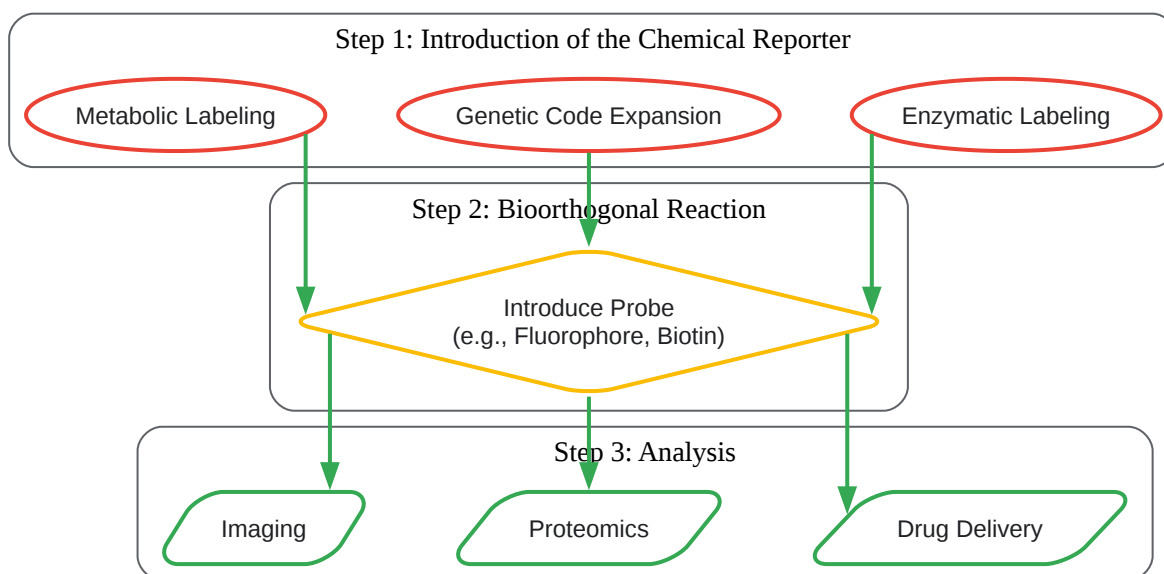 Step 1: Introduction of the Chemical Reporter
Metabolic Labeling
Genetic Code Expansion
Enzymatic Labeling
Step 2: Bioorthogonal Reaction
Introduce Probe
(e.g., Fluorophore, Biotin)
Step 3: Analysis
Imaging
Proteomics
Drug Delivery